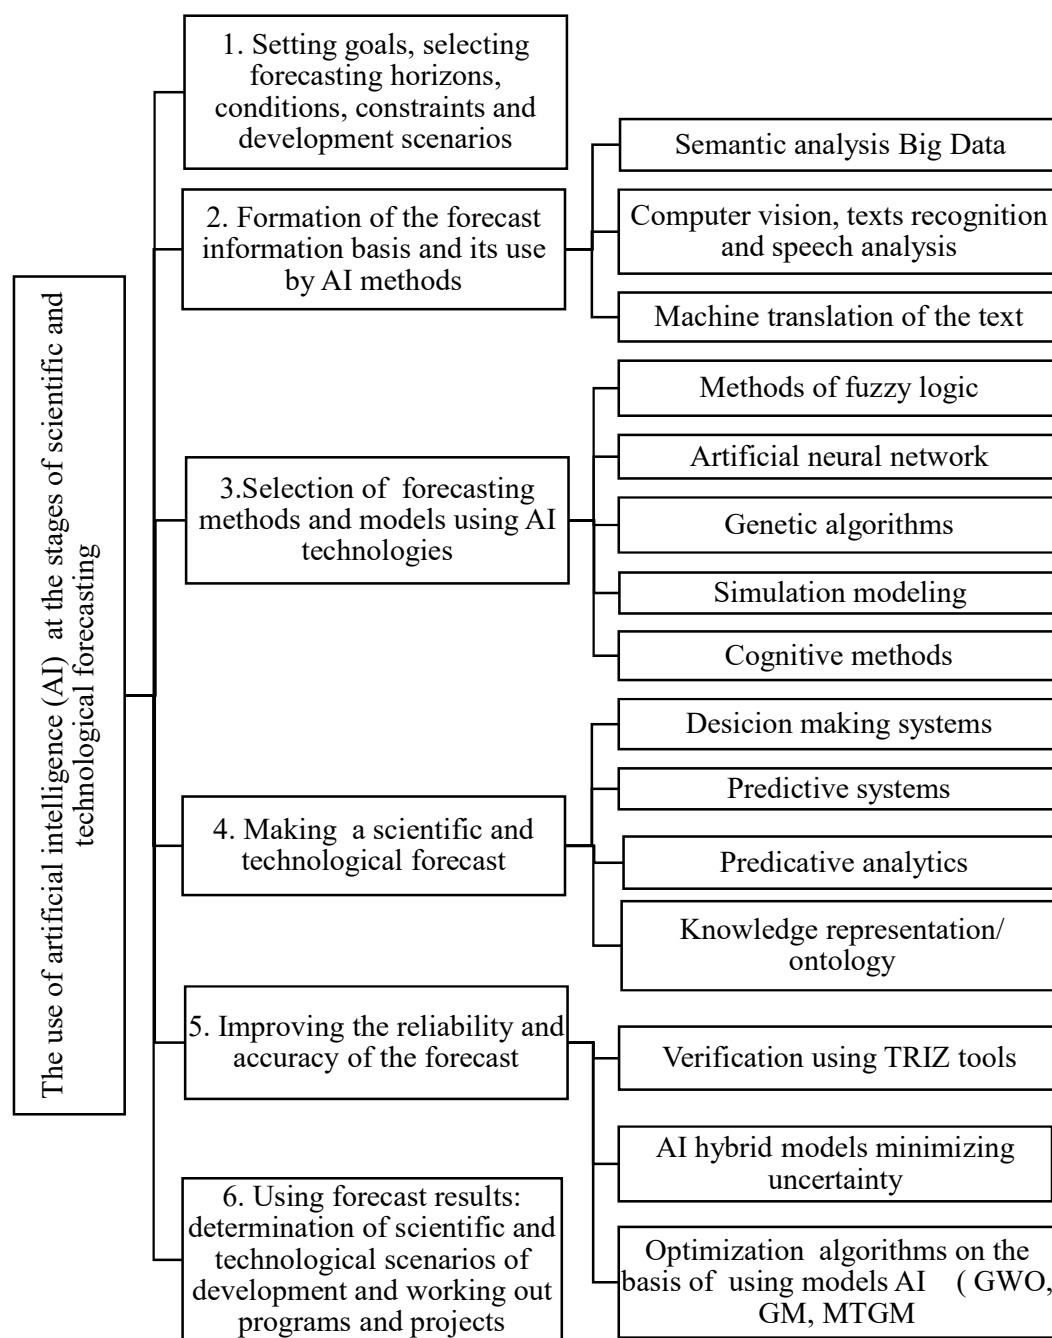 The use of artificial intelligence (AI) at the stages of scientific and
technological forecasting
1. Setting goals, selecting
forecasting horizons,
conditions, constraints and
development scenarios
2. Formation of the forecast
information basis and its use
by AI methods
Semantic analysis Big Data
Computer vision, texts recognition
and speech analysis
Machine translation of the text
3.Selection of forecasting
methods and models using AI
technologies
Methods of fuzzy logic
Artificial neural network
Genetic algorithms
Simulation modeling
Cognitive methods
4. Making a scientific and
technological forecast
Desicion making systems
Predictive systems
Predicative analytics
Knowledge representation/
ontology
5. Improving the reliability and
accuracy of the forecast
Verification using TRIZ tools
AI hybrid models minimizing
uncertainty
Optimization algorithms on the
basis of using models AI ( GWO,
GM, MTGM
6. Using forecast results:
determination of scientific and
technological scenarios of
development and working out
programs and projects